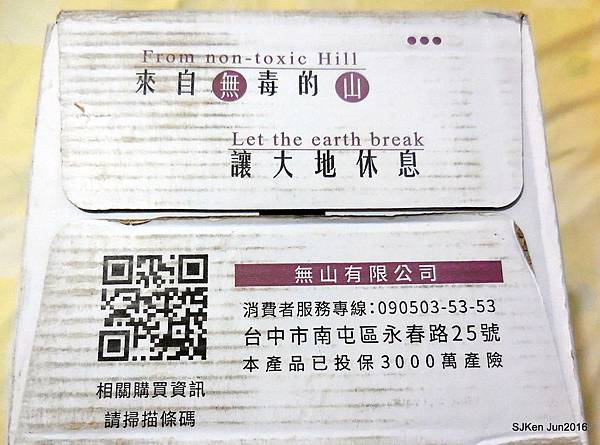 From non-toxic Hill
來自無毒的山
Let the earth break
讓大地休息
無山有限公司
消費者服務專線:090503-53-53
台中市南屯區永春路25號
本產品已投保3000萬產險
相關購買資訊
請掃描條碼
SJKen Jun2016